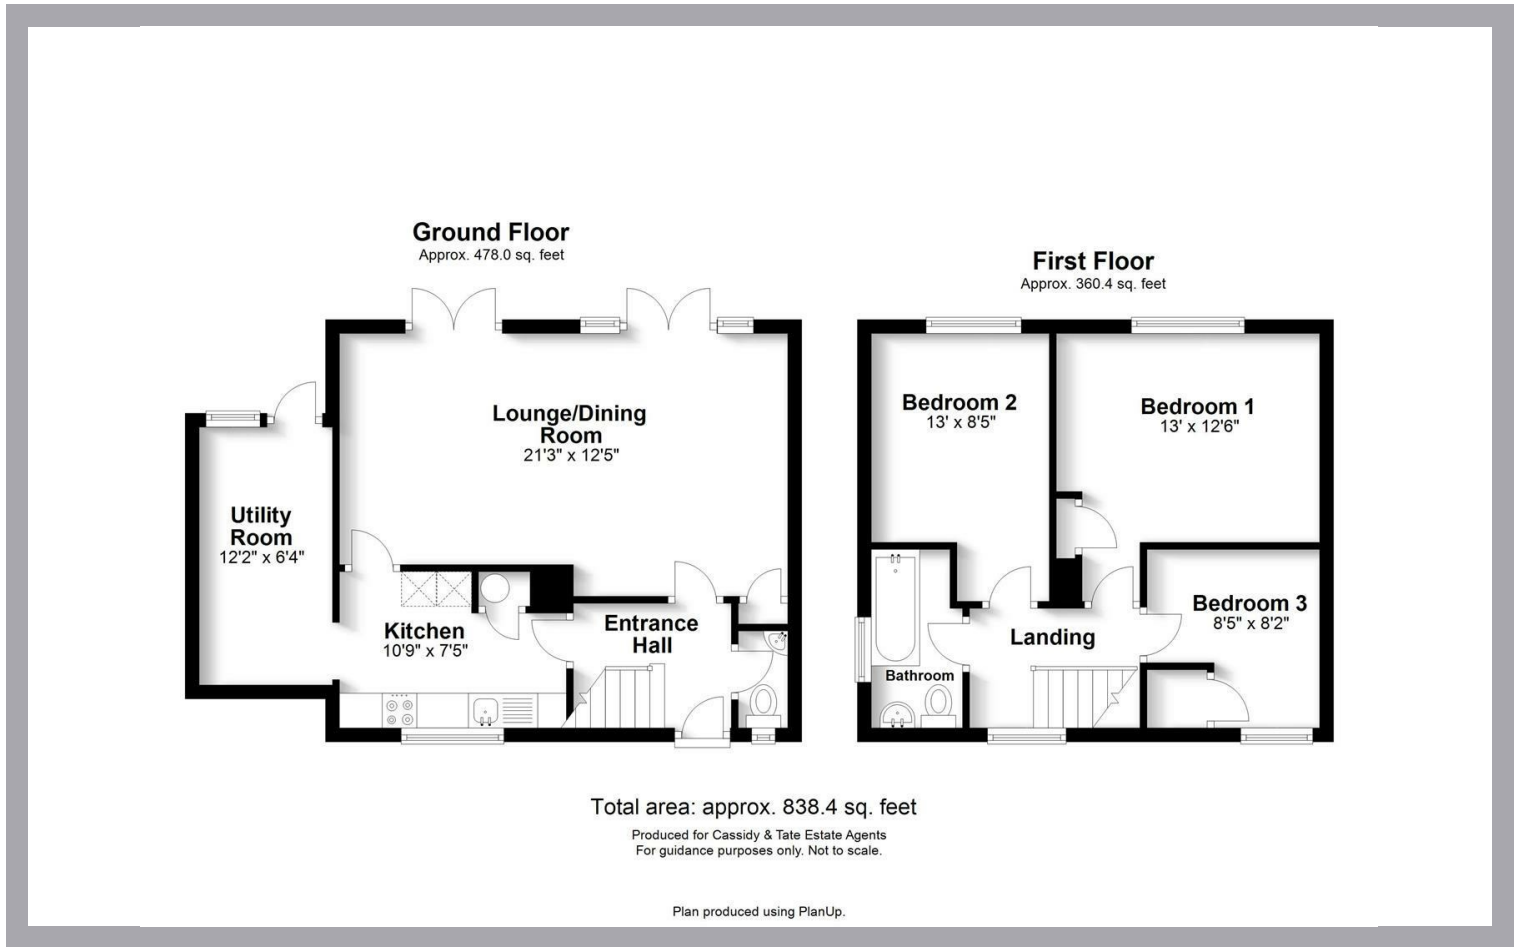 Ground Floor
Approx. 478.0 sq. feet
First Floor
Approx. 360.4 sq. feet
Lounge/Dining
Room
21'3" x 12'5"
Utility
Room
12'2" x 6'4"
Kitchen
10'9" x 7'5"
Entrance
Hall
Bedroom 2
13' x 8'5"
Bedroom 1
13' x 12'6"
Bedroom 3
8'5" x 8'2"
Landing
Bathroom
Total area: approx. 838.4 sq. feet
Produced for Cassidy & Tate Estate Agents
For guidance purposes only. Not to scale.
Plan produced using PlanUp.